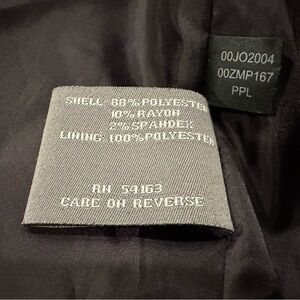 00JO2004
00ZMP167
PPL
SHELL: 88% POLYESTER
10% RAYON
2% SPANDEX
LINING: 100% POLYESTER
RN 54163
CARE ON REVERSE